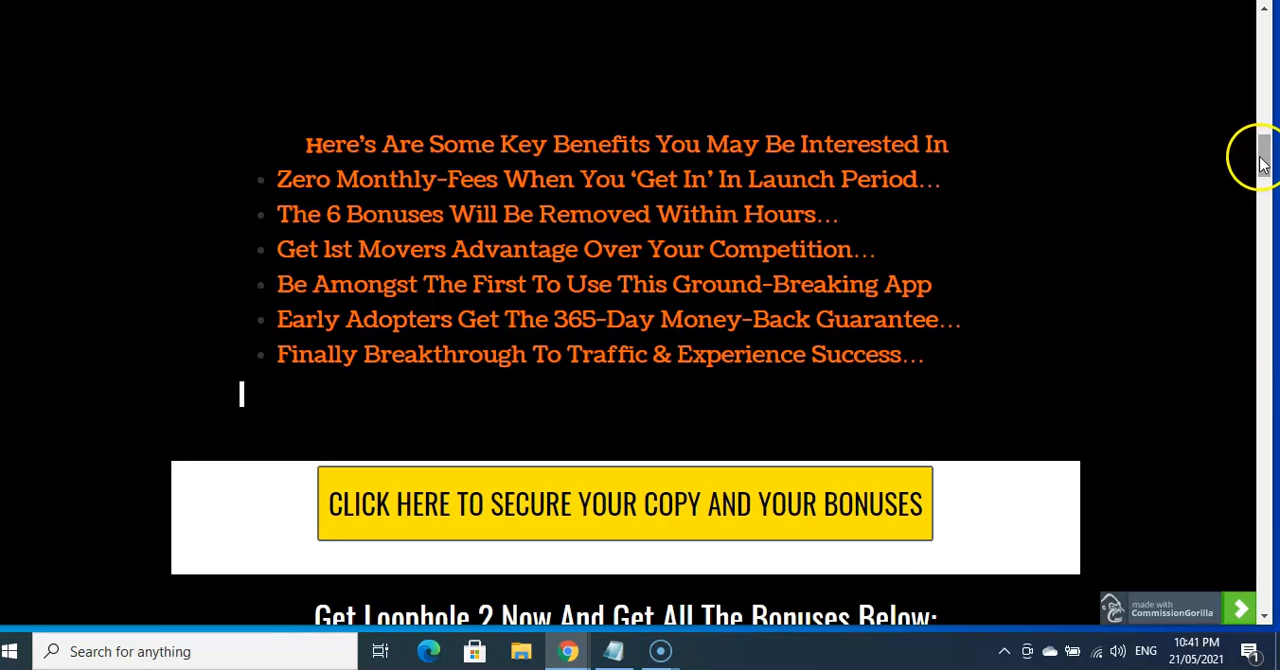 Here's Are Some Key Benefits You May Be Interested In
Zero Monthly-Fees When You 'Get In' In Launch Period...
The 6 Bonuses Will Be Removed Within Hours...
Get 1st Movers Advantage Over Your Competition...
Be Amongst The First To Use This Ground-Breaking App
Early Adopters Get The 365-Day Money-Back Guarantee...
Finally Breakthrough To Traffic & Experience Success...
CLICK HERE TO SECURE YOUR COPY AND YOUR BONUSES
made with
CommissionGorilla
Get Loophole 2 Now And Get All The Bonuses Below:
Search for anything
ENG
10:41 PM
21/05/2021
1